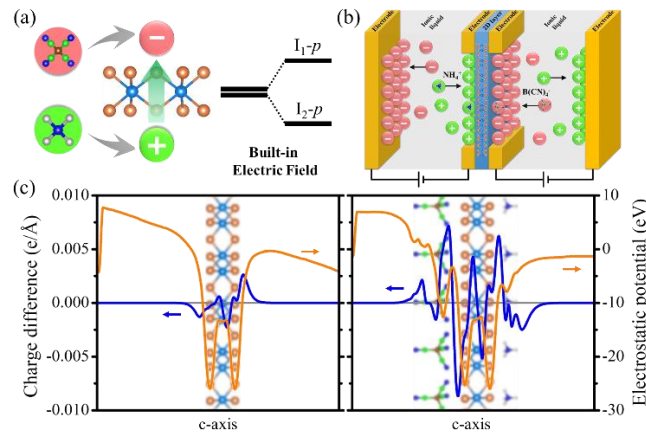 (a)
I₁-p
I₂-p
Built-in
Electric Field
(b)
Electrode
Ionic
liquid
Electrode
2D layer
Electrode
Ionic
liquid
Electrode
NH₄⁺
B(CN)₄⁻
(c)
Charge difference (e/Å)
0.010
0.005
0.000
-0.005
-0.010
c-axis
c-axis
10
0
-10
-20
-30
Electrostatic potential (eV)